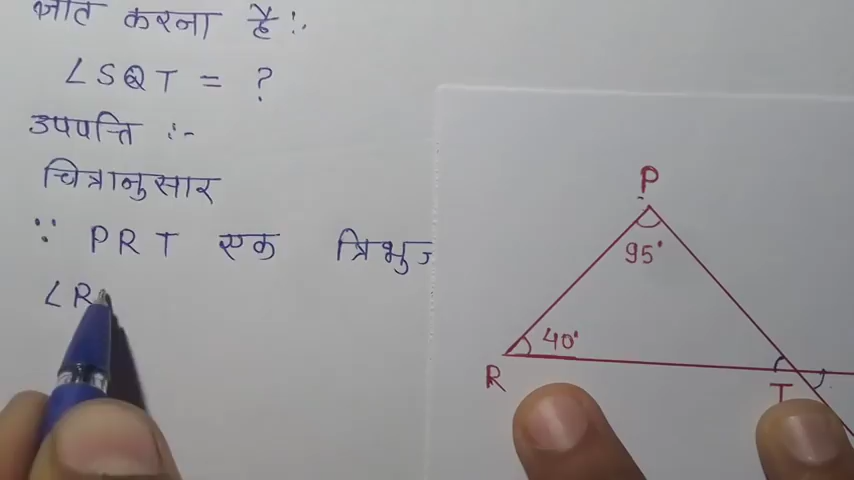 ज्ञात करना है :-
∠SQT = ?
उपपत्ति :-
चित्रानुसार
∵ PRT एक त्रिभुज
∠R
P
95°
40°
R
T